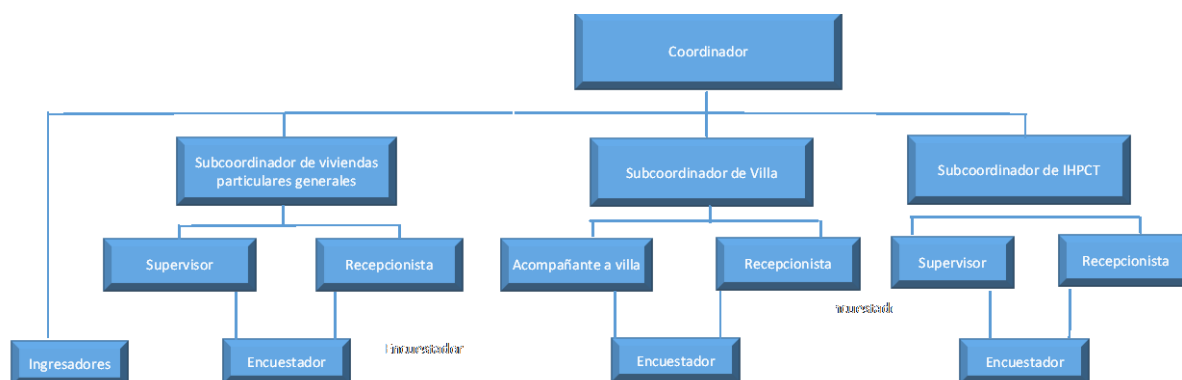 Coordinador
Subcoordinador de viviendas
particulares generales
Subcoordinador de Villa
Subcoordinador de IHPCT
Supervisor
Recepcionista
Acompañante a villa
Recepcionista
Supervisor
Recepcionista
Ingresadores
Encuestador
Encuestador
Encuestador
Encuestador